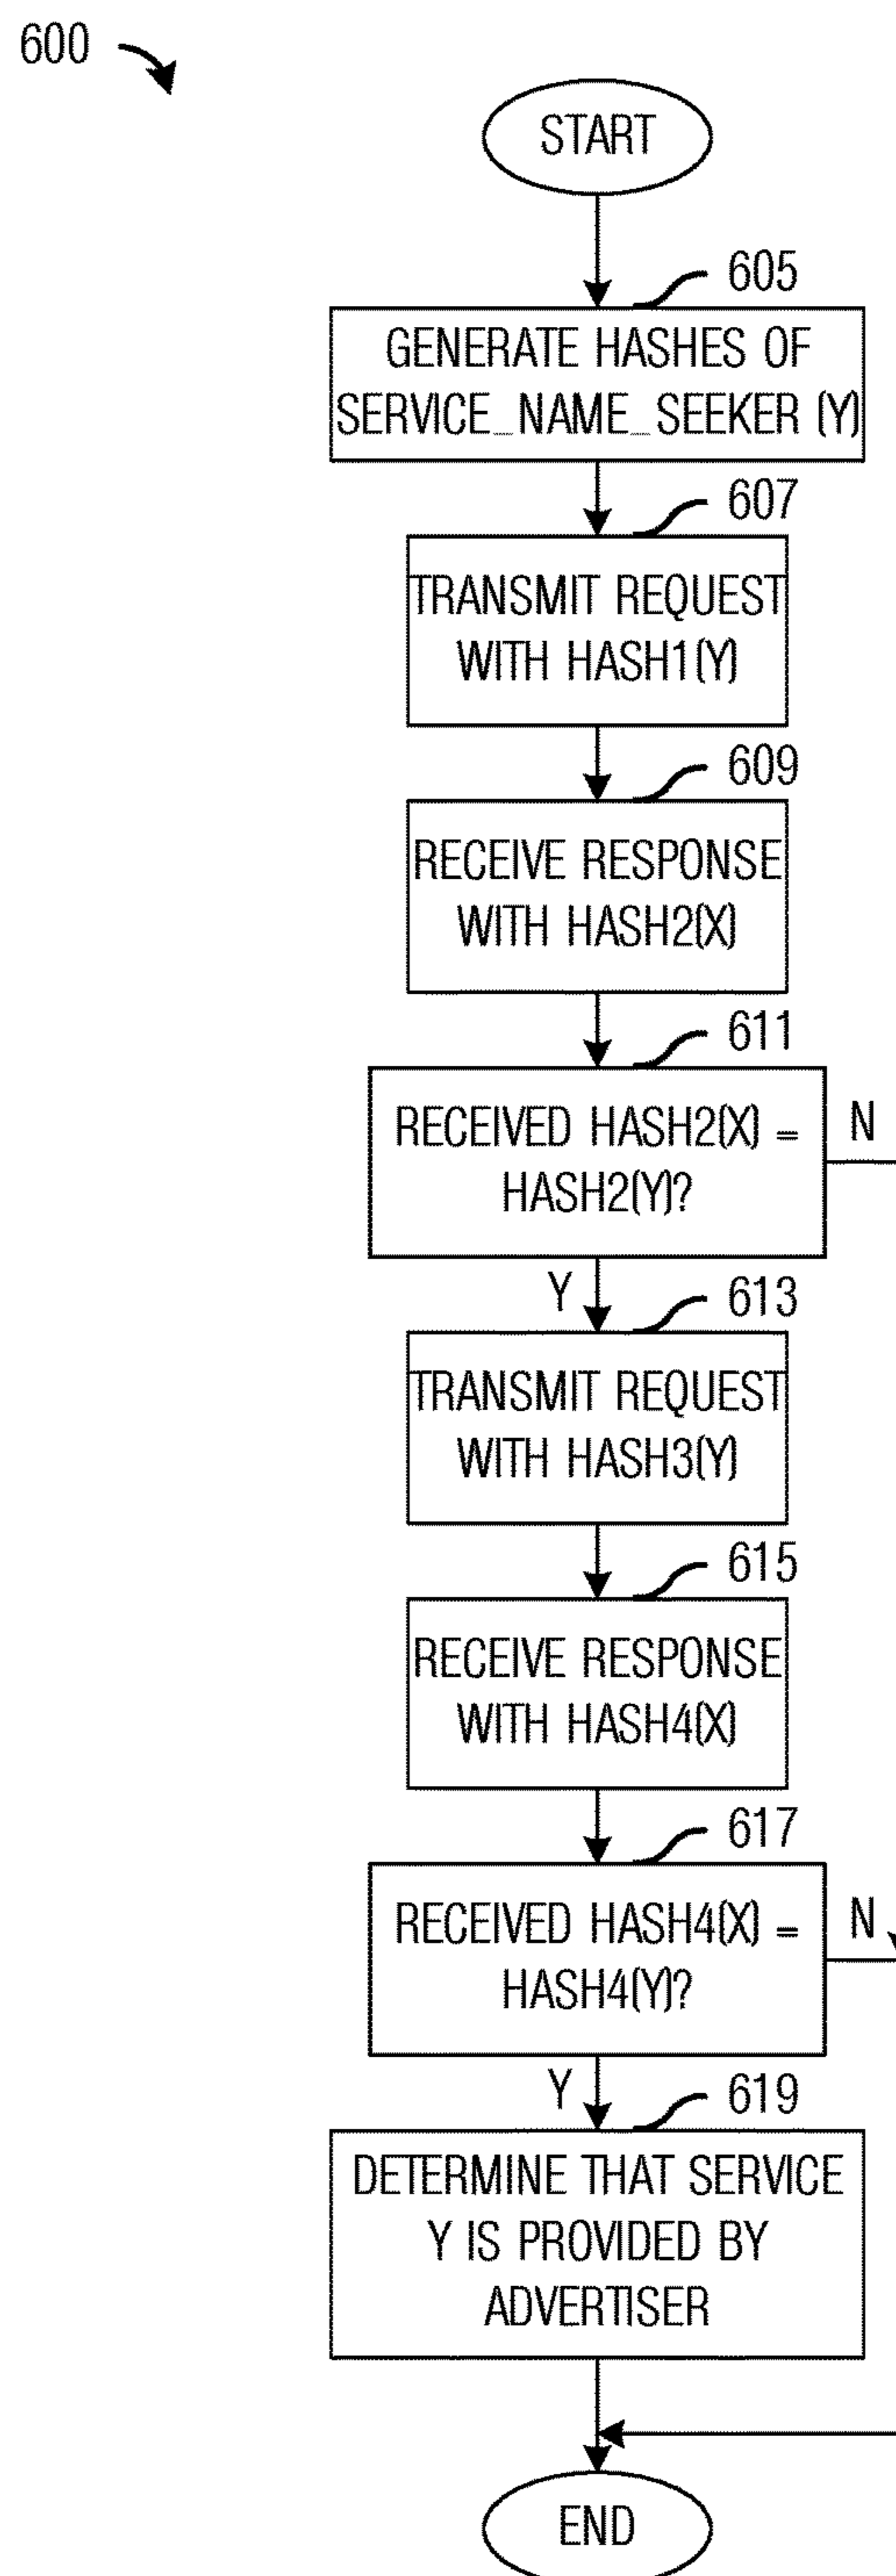 600
START
605
GENERATE HASHES OF
SERVICE_NAME_SEEKER (Y)
607
TRANSMIT REQUEST
WITH HASH1(Y)
609
RECEIVE RESPONSE
WITH HASH2(X)
611
RECEIVED HASH2(X) =
HASH2(Y)?
N
Y
613
TRANSMIT REQUEST
WITH HASH3(Y)
615
RECEIVE RESPONSE
WITH HASH4(X)
617
RECEIVED HASH4(X) =
HASH4(Y)?
N
Y
619
DETERMINE THAT SERVICE
Y IS PROVIDED BY
ADVERTISER
END